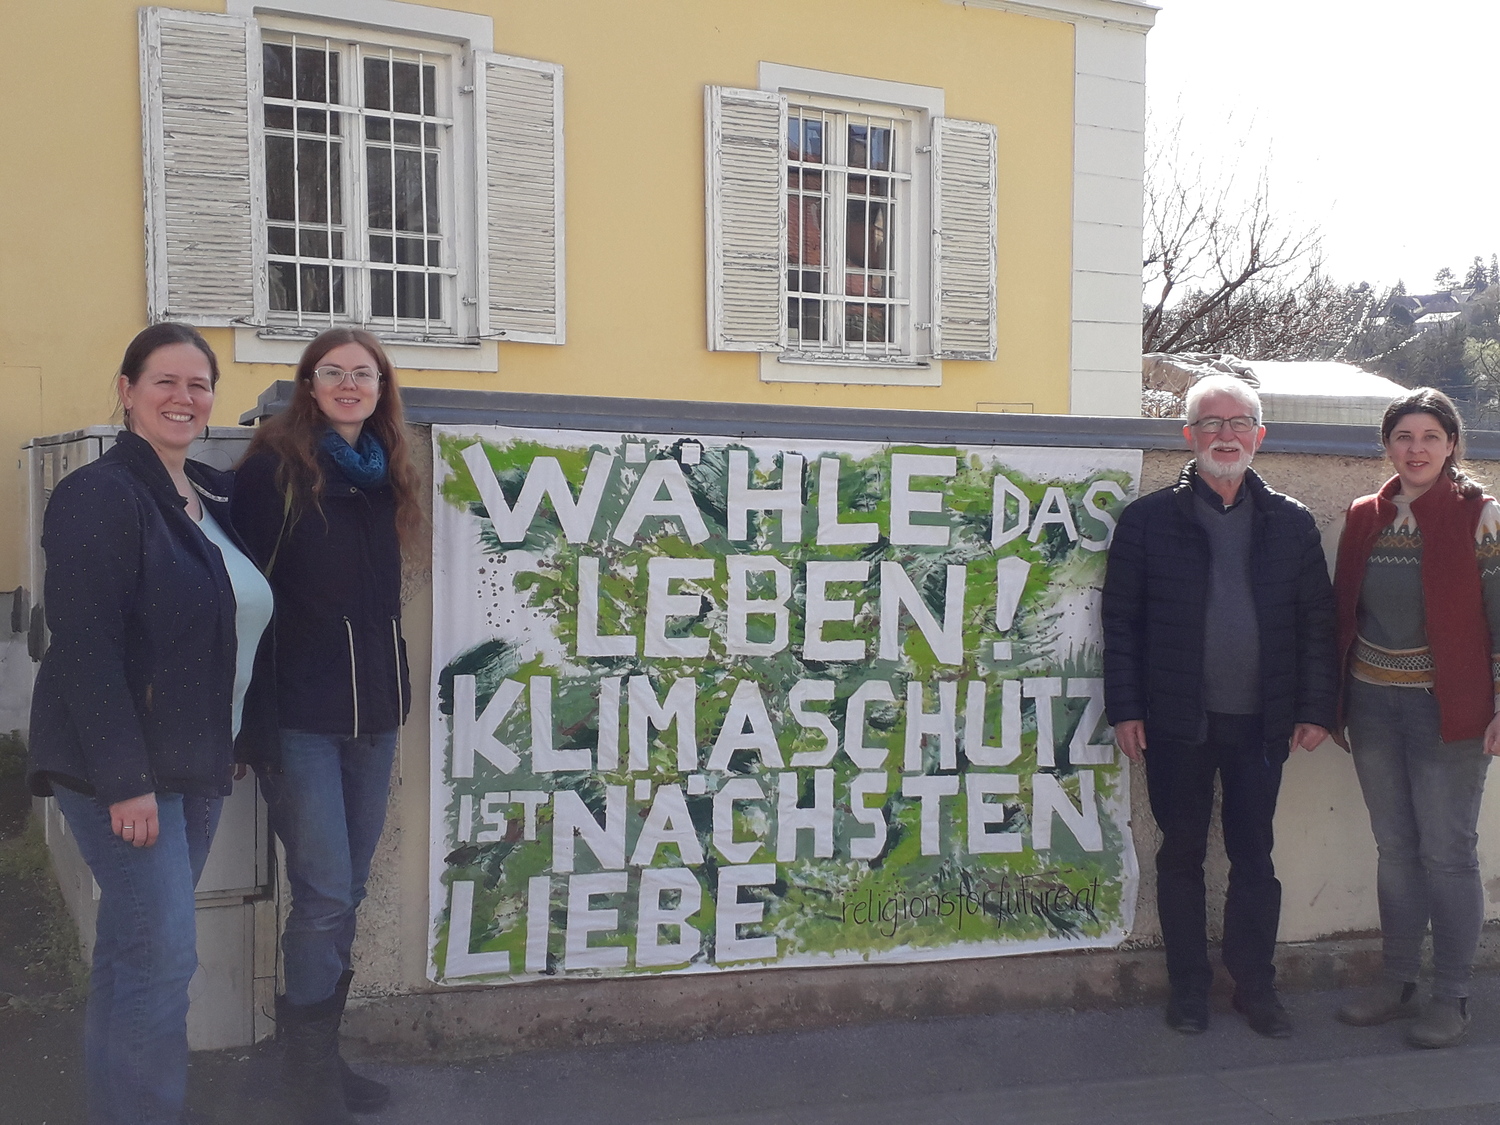 WÄHLE DAS
LEBEN!
KLIMASCHUTZ
IST NÄCHSTEN
LIEBE
religionsforfuture.at